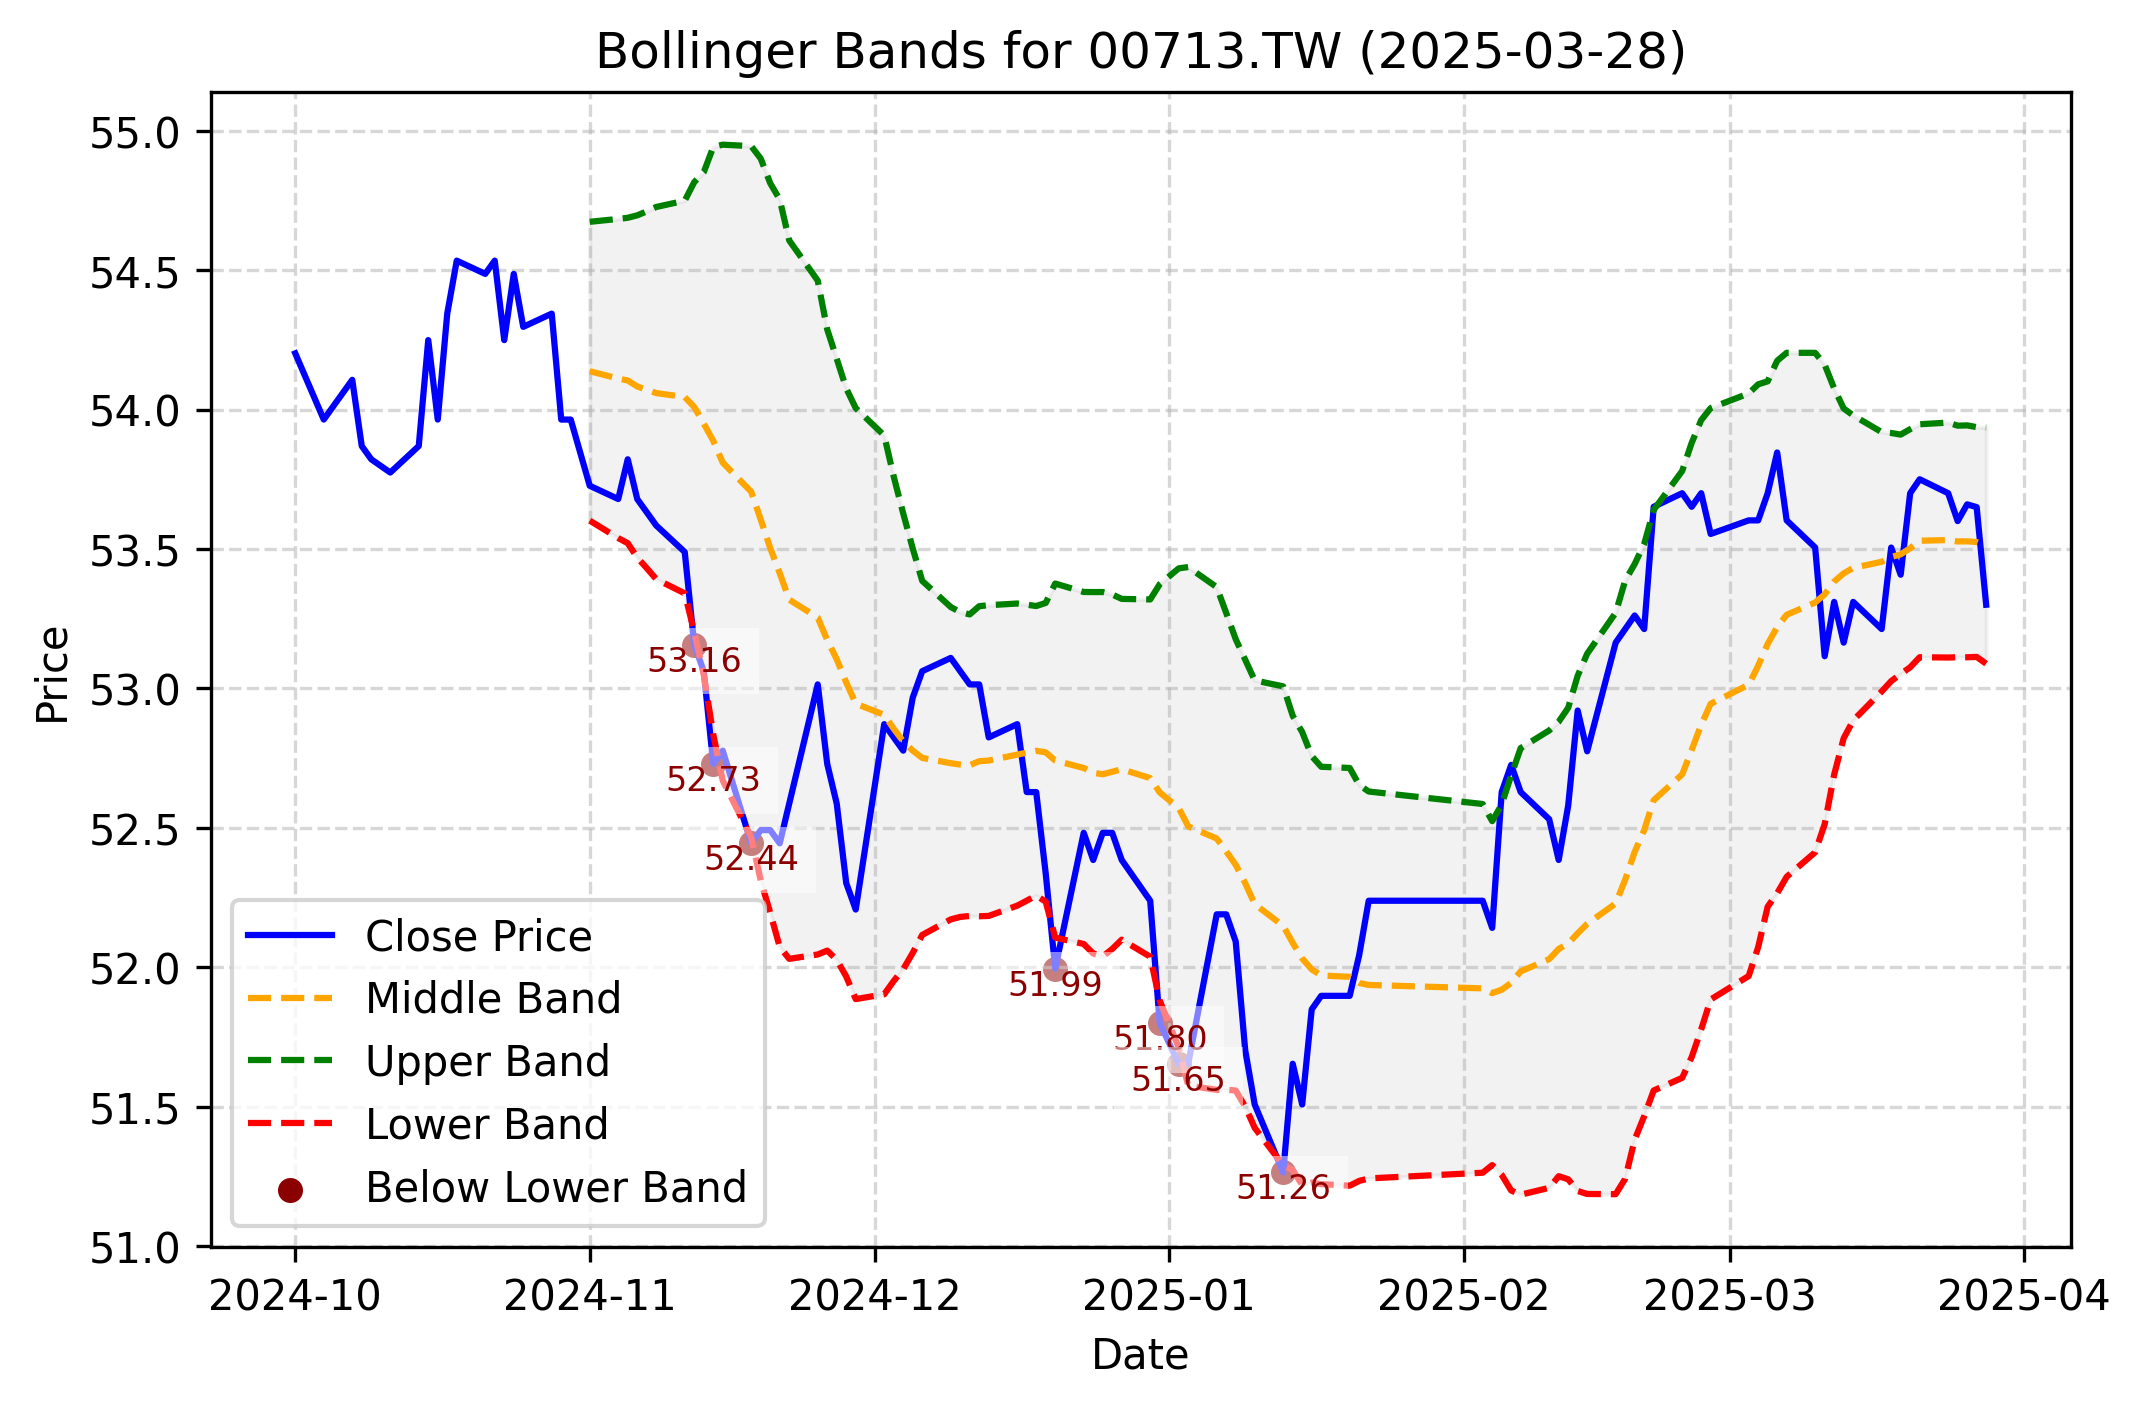 Bollinger Bands for 00713.TW (2025-03-28)
55.0
54.5
54.0
53.5
53.0
52.5
52.0
51.5
51.0
Price
53.16
52.73
52.44
51.99
51.80
51.65
51.26
Close Price
Middle Band
Upper Band
Lower Band
Below Lower Band
2024-10 2024-11 2024-12 2025-01 2025-02 2025-03 2025-04
Date